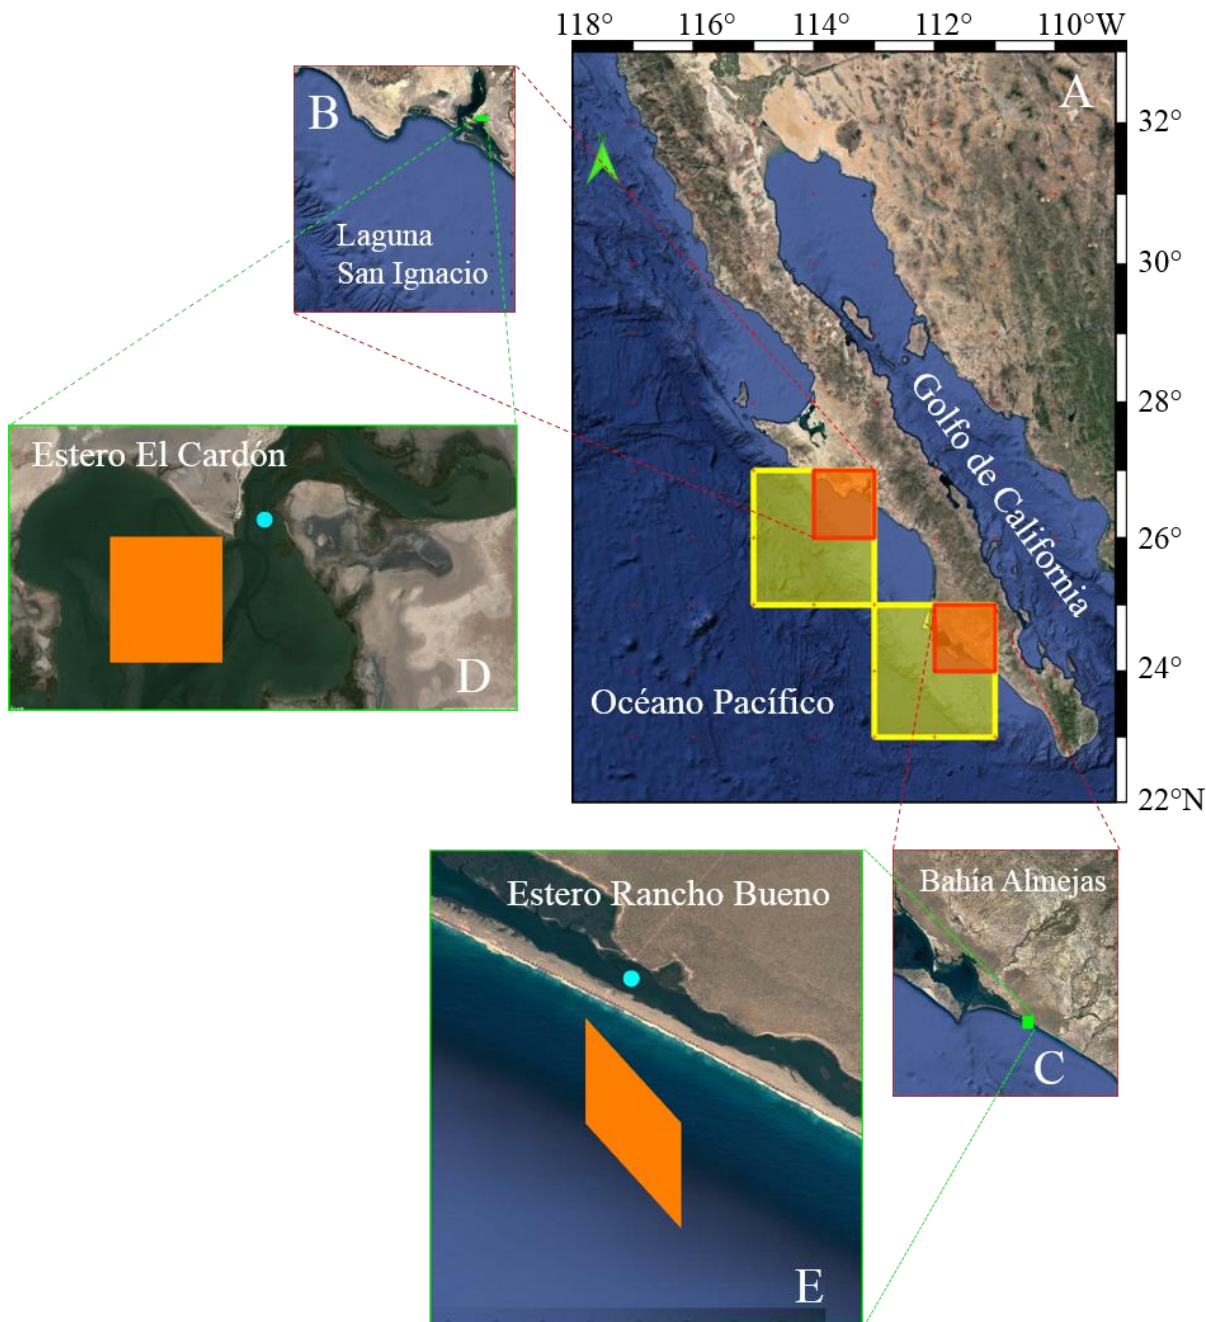 118° 116° 114° 112° 110°W
A
32°
30°
28°
26°
24°
22°N
Golfo de California
Océano Pacífico
B
Laguna
San Ignacio
Estero El Cardón
D
Estero Rancho Bueno
E
Bahía Almejas
C